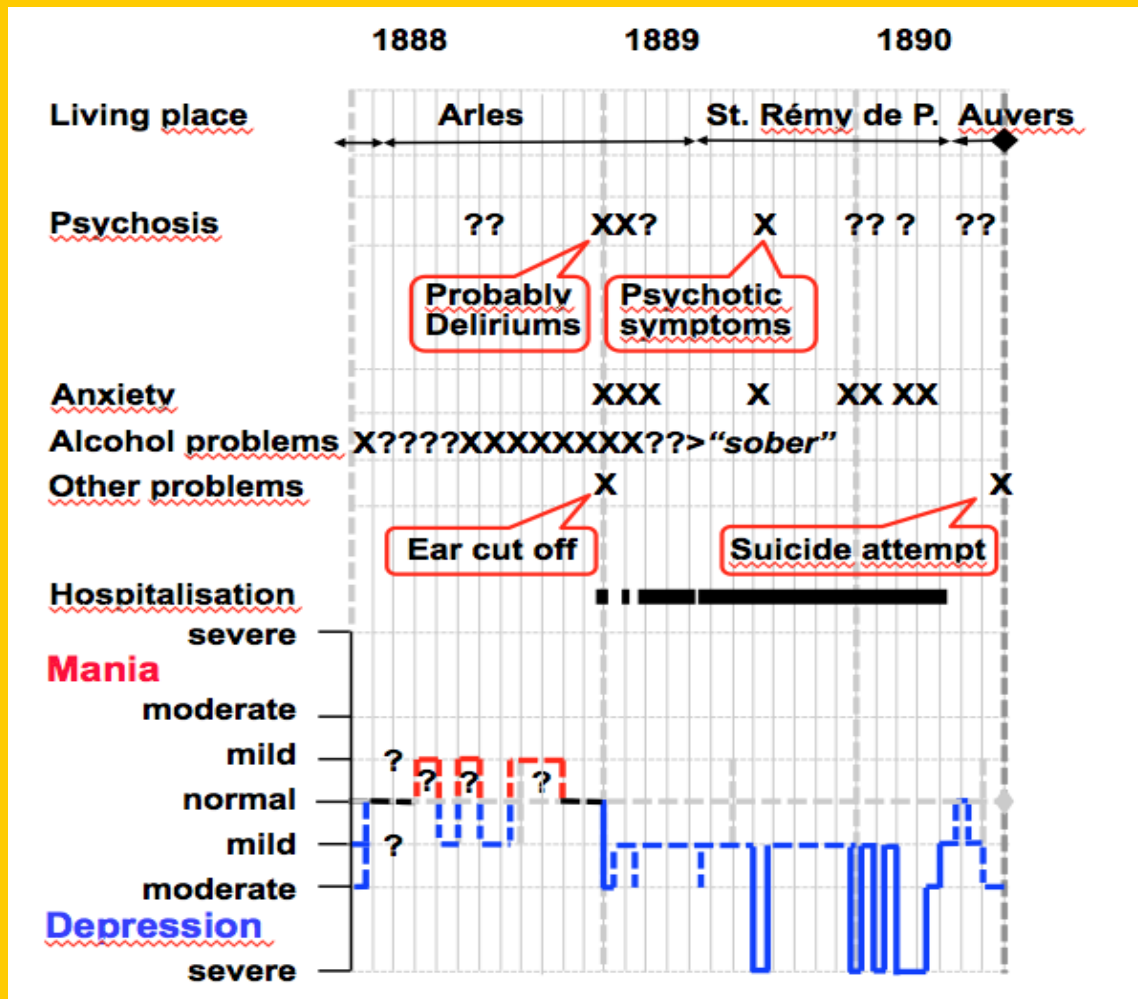 1888 1889 1890
Living place Arles St. Rémy de P. Auvers
Psychosis ?? XXX? X ?? ? ??
Probably
Deliriums
Psychotic
symptoms
Anxiety XXX X XX XX
Alcohol problems X????XXXXXXXX??>“sober”
Other problems X X
Ear cut off Suicide attempt
Hospitalisation
severe
Mania
moderate
mild ?
? ? ?
normal
mild ?
moderate
Depression
severe